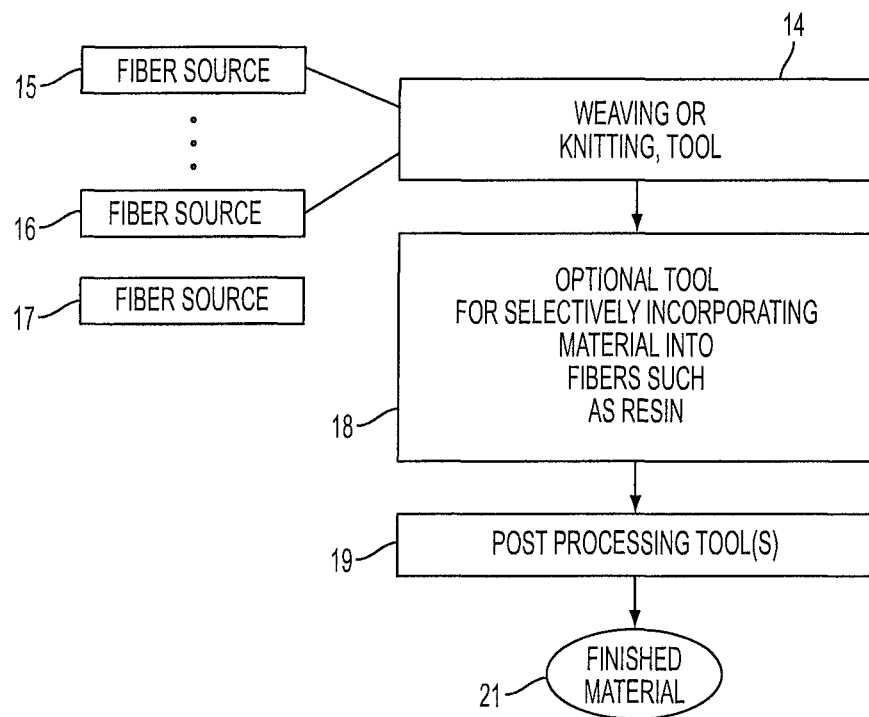 14
15
FIBER SOURCE
WEAVING OR
KNITTING, TOOL
16
FIBER SOURCE
17
FIBER SOURCE
OPTIONAL TOOL
FOR SELECTIVELY INCORPORATING
MATERIAL INTO
FIBERS SUCH
AS RESIN
18
POST PROCESSING TOOL(S)
19
FINISHED
MATERIAL
21